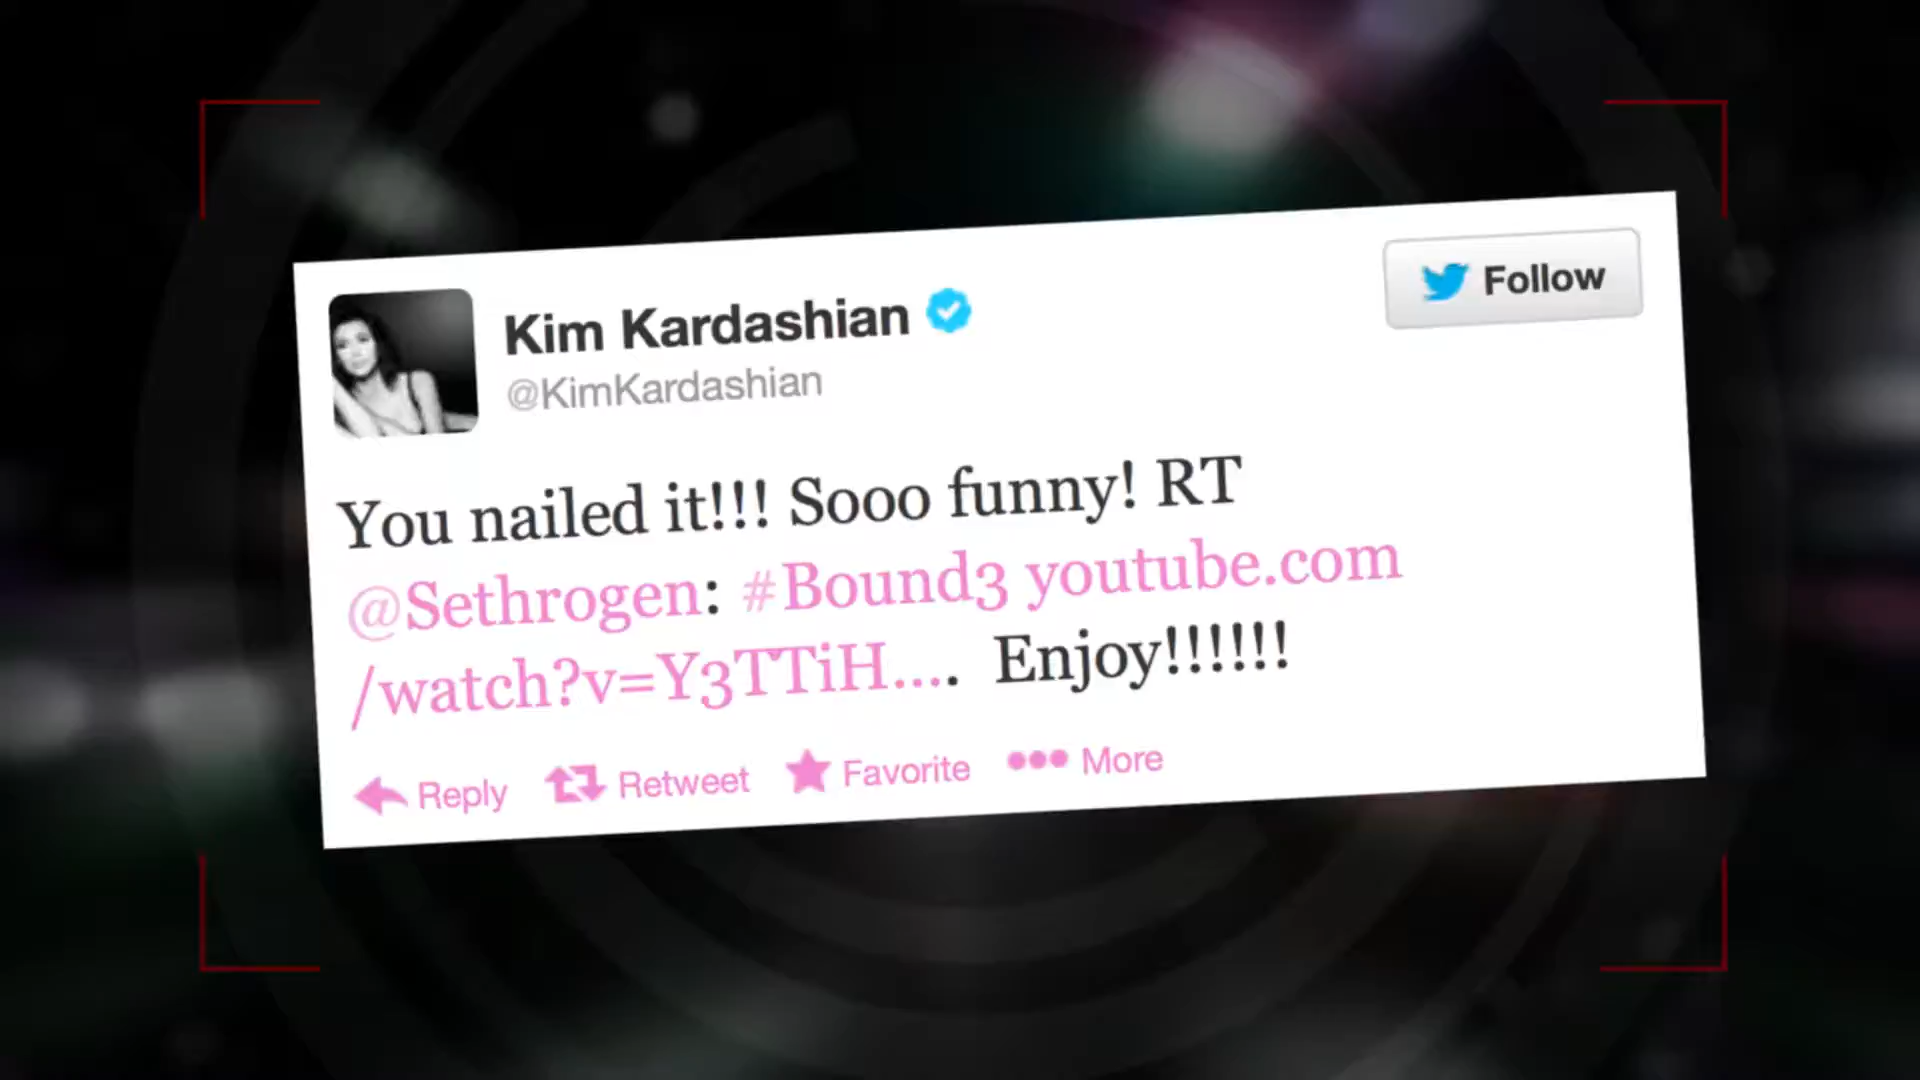 Kim Kardashian
Follow
@KimKardashian
You nailed it!!! Sooo funny! RT
@Sethrogen: #Bound3 youtube.com
/watch?v=Y3TTiH.... Enjoy!!!!!!
Reply Retweet Favorite More